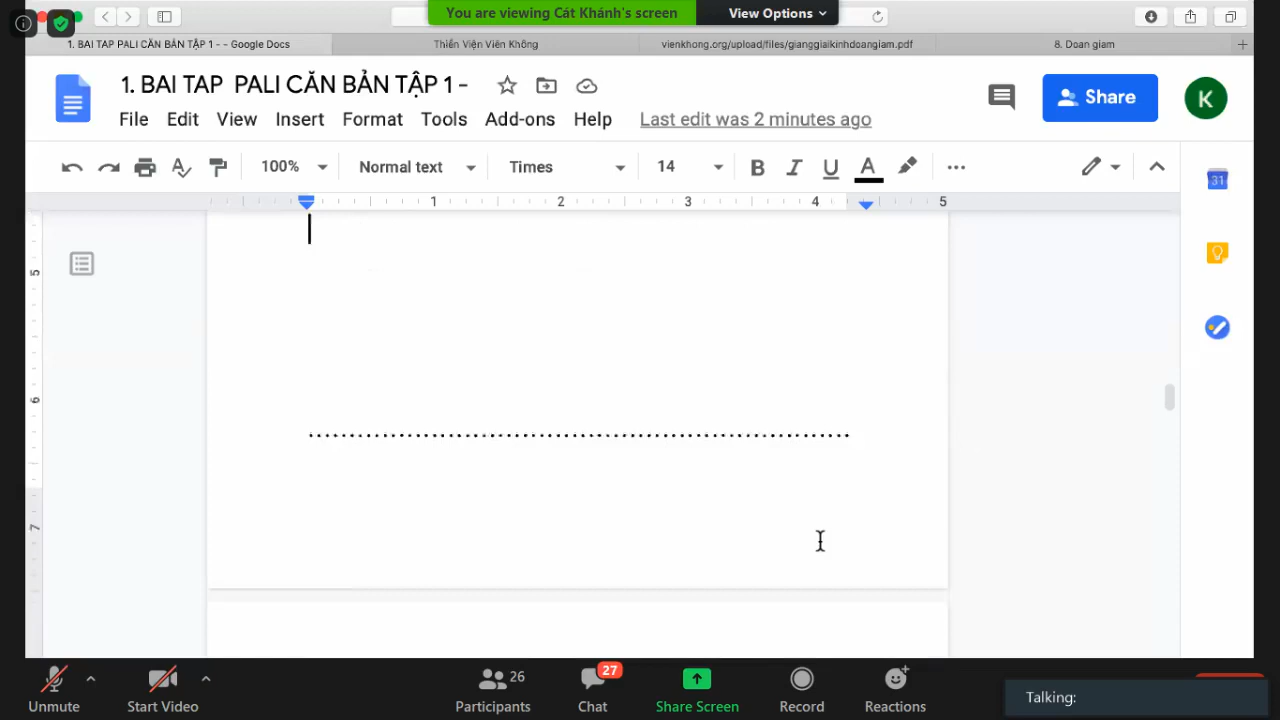 You are viewing Cát Khánh's screen
View Options
1. BAI TAP PALI CĂN BẢN TẬP 1 - - Google Docs
Thiền Viện Viên Không
vienkhong.org/upload/files/gianggiaikinhdoangiam.pdf
8. Doan giam
1. BAI TAP PALI CĂN BẢN TẬP 1 -
Share
K
File Edit View Insert Format Tools Add-ons Help Last edit was 2 minutes ago
100% Normal text Times 14 B I U A
1 2 3 4 5
31
5
6
7
26
27
Unmute
Start Video
Participants
Chat
Share Screen
Record
Reactions
Talking: